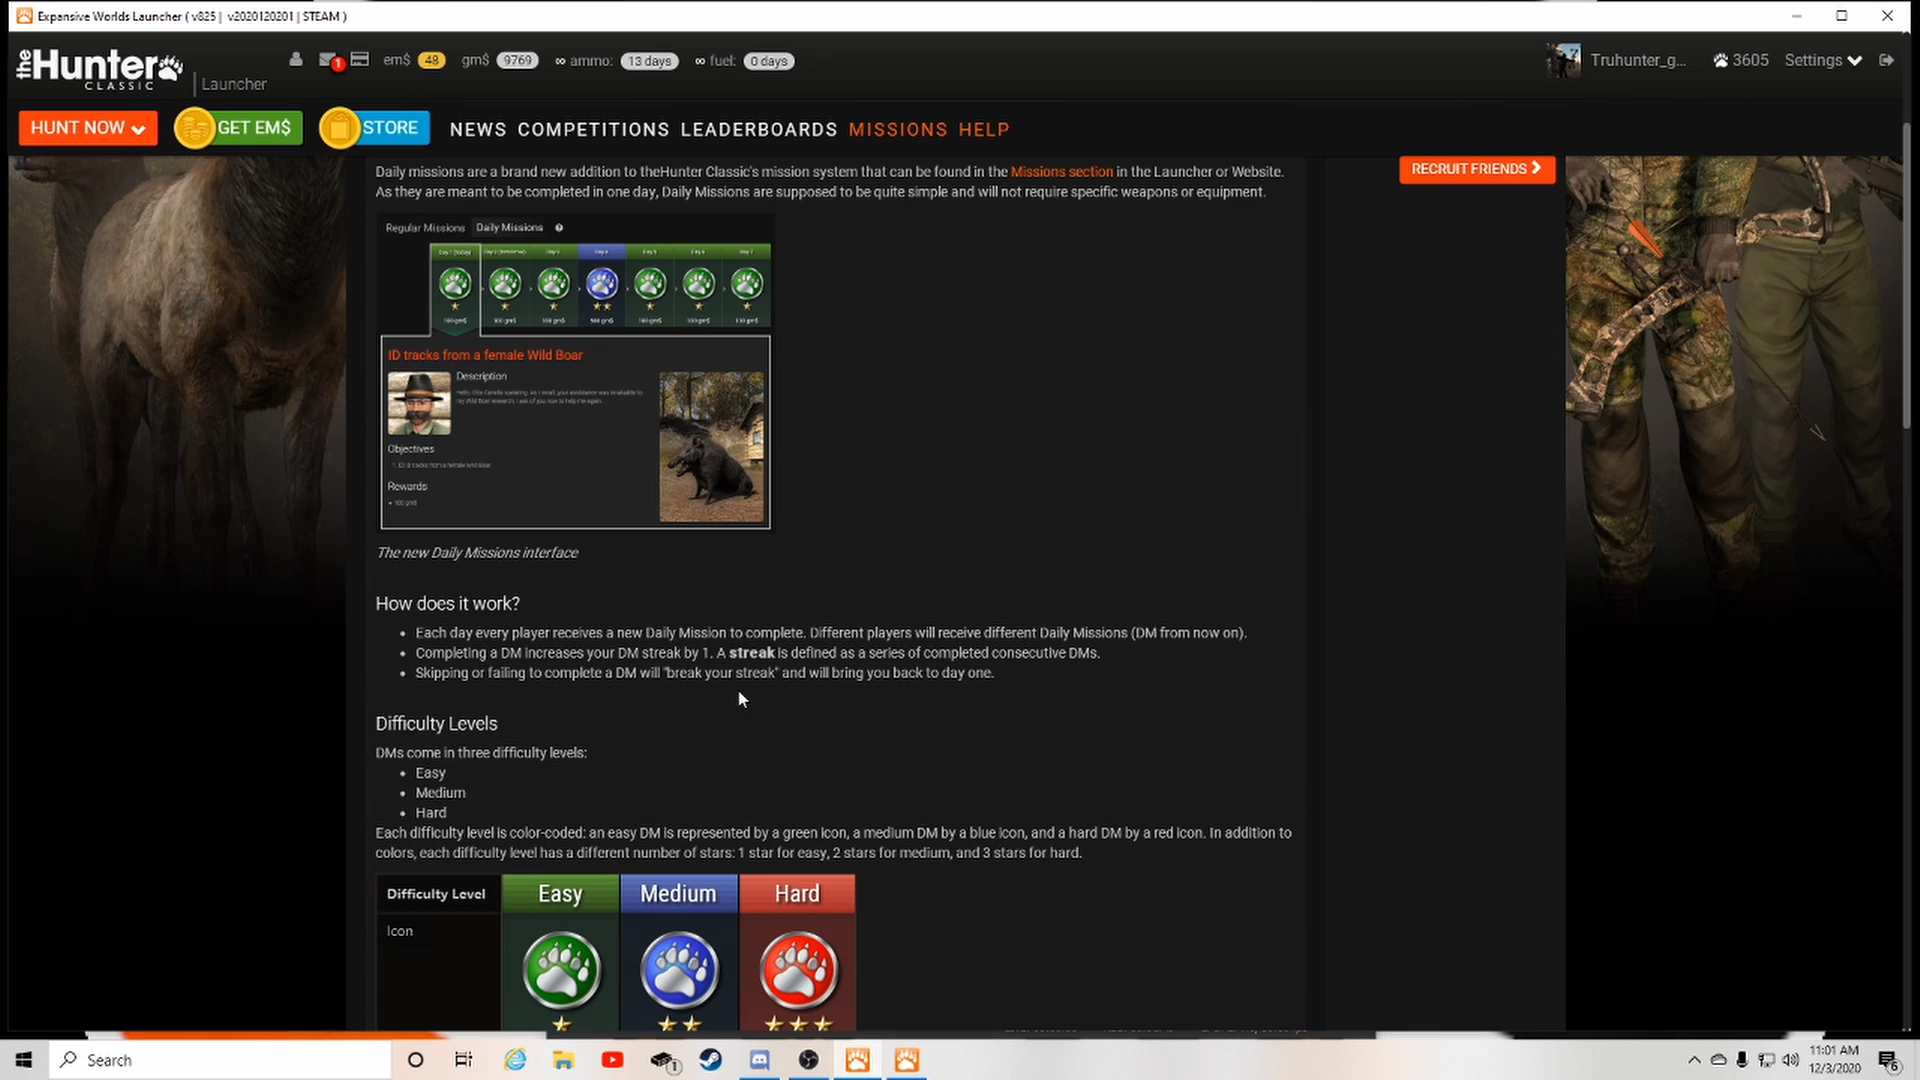 Expansive Worlds Launcher ( v825 | v2020120201 | STEAM )
theHunter CLASSIC | Launcher
1
em$ 48 gm$ 9769 ∞ ammo: 13 days ∞ fuel: 0 days
Truhunter_g... 3605 Settings
HUNT NOW GET EM$ STORE NEWS COMPETITIONS LEADERBOARDS MISSIONS HELP
RECRUIT FRIENDS
Daily missions are a brand new addition to theHunter Classic's mission system that can be found in the Missions section in the Launcher or Website.
As they are meant to be completed in one day, Daily Missions are supposed to be quite simple and will not require specific weapons or equipment.
Regular Missions Daily Missions
ID tracks from a female Wild Boar
Description
Objectives
1. ID tracks from a female Wild Boar
Rewards
• 100 gm$
The new Daily Missions interface
How does it work?
• Each day every player receives a new Daily Mission to complete. Different players will receive different Daily Missions (DM from now on).
• Completing a DM increases your DM streak by 1. A streak is defined as a series of completed consecutive DMs.
• Skipping or failing to complete a DM will "break your streak" and will bring you back to day one.
Difficulty Levels
DMs come in three difficulty levels:
• Easy
• Medium
• Hard
Each difficulty level is color-coded: an easy DM is represented by a green icon, a medium DM by a blue icon, and a hard DM by a red icon. In addition to
colors, each difficulty level has a different number of stars: 1 star for easy, 2 stars for medium, and 3 stars for hard.
Difficulty Level Easy Medium Hard
Icon
Search
1
11:01 AM
12/3/2020
6